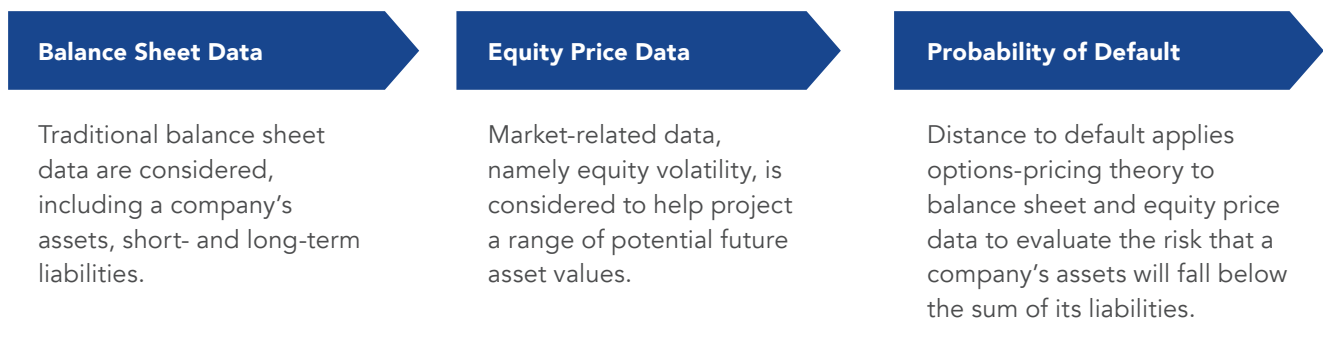 Balance Sheet Data
Traditional balance sheet
data are considered,
including a company's
assets, short- and long-term
liabilities.
Equity Price Data
Market-related data,
namely equity volatility, is
considered to help project
a range of potential future
asset values.
Probability of Default
Distance to default applies
options-pricing theory to
balance sheet and equity price
data to evaluate the risk that a
company's assets will fall below
the sum of its liabilities.